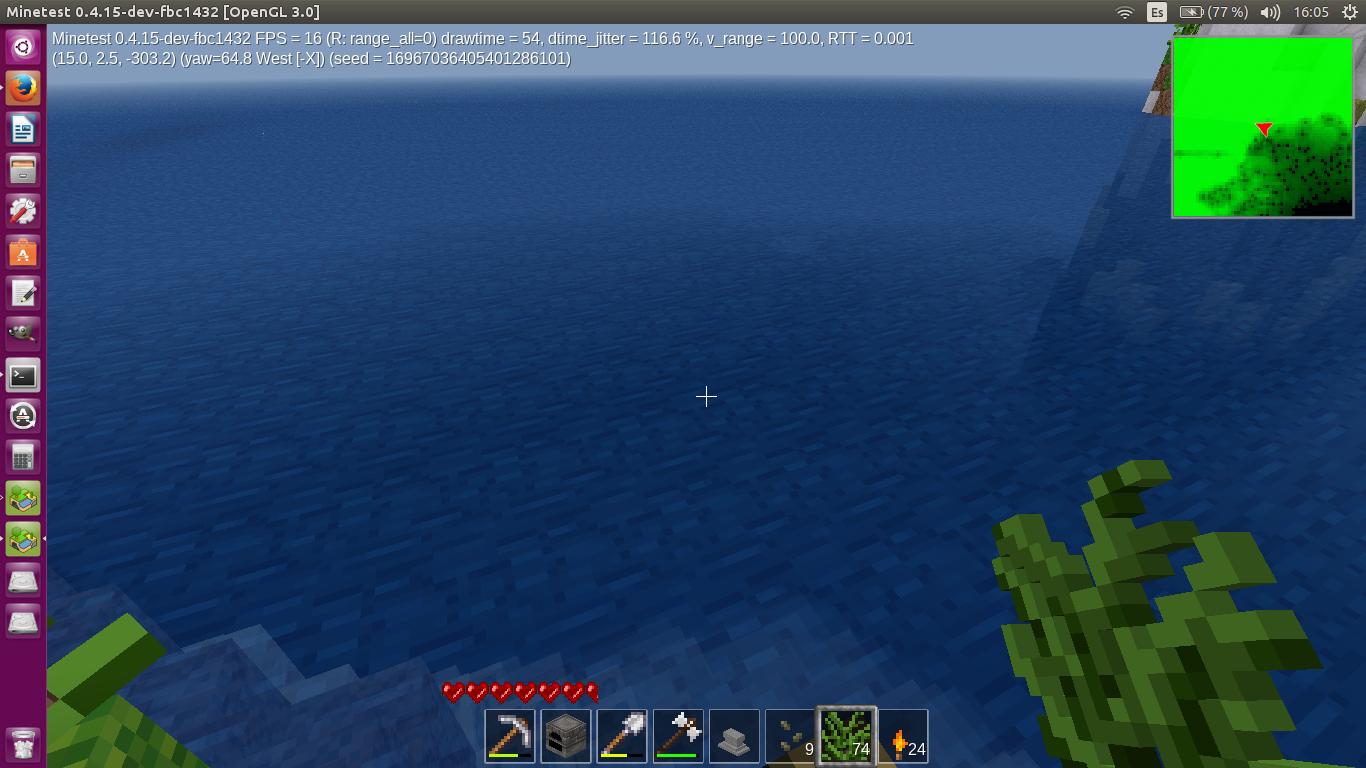 Minetest 0.4.15-dev-fbc1432 [OpenGL 3.0]
Es
(77 %)
16:05
Minetest 0.4.15-dev-fbc1432 FPS = 16 (R: range_all=0) drawtime = 54, dtime_jitter = 116.6 %, v_range = 100.0, RTT = 0.001
(15.0, 2.5, -303.2) (yaw=64.8 West [-X]) (seed = 16967036405401286101)
9
74
24